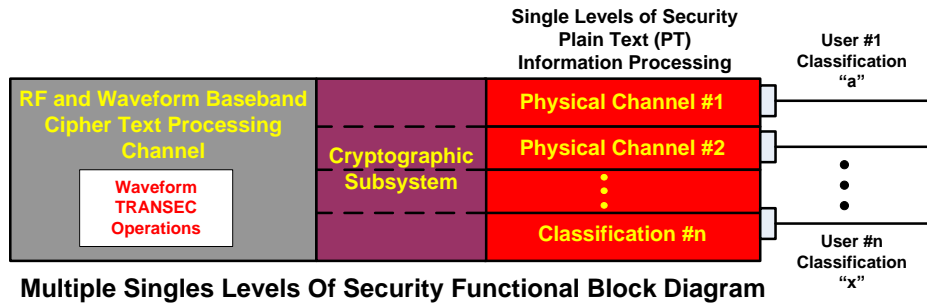 Single Levels of Security
Plain Text (PT)
Information Processing
User #1
Classification
“a”
RF and Waveform Baseband
Cipher Text Processing
Channel
Waveform
TRANSEC
Operations
Cryptographic
Subsystem
Physical Channel #1
Physical Channel #2
Classification #n
User #n
Classification
“x”
Multiple Singles Levels Of Security Functional Block Diagram